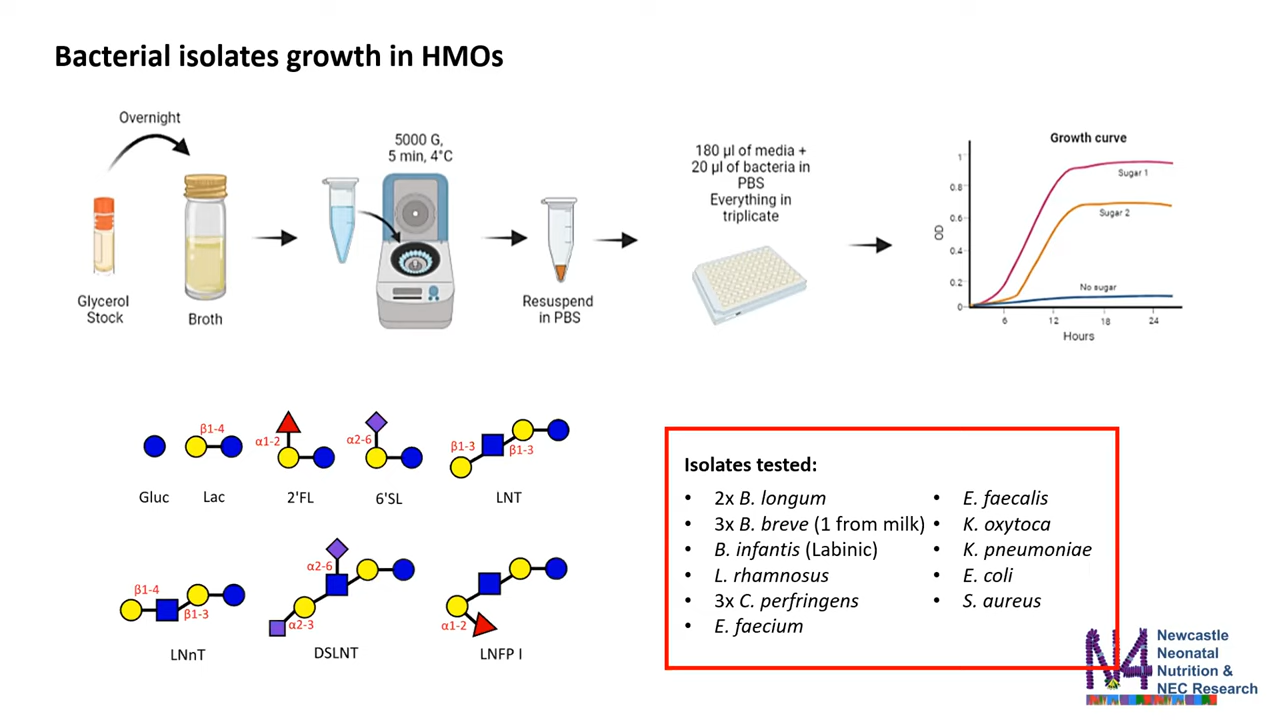 Bacterial isolates growth in HMOs
Overnight
Glycerol
Stock
Broth
5000 G,
5 min, 4°C
Resuspend
in PBS
180 µl of media +
20 µl of bacteria in
PBS
Everything in
triplicate
Growth curve
OD
1
0.8
0.6
0.4
0.2
0
Sugar 1
Sugar 2
No sugar
6 12 18 24
Hours
Gluc
β1-4
Lac
α1-2
2'FL
α2-6
6'SL
β1-3
β1-3
LNT
β1-4
β1-3
LNnT
α2-6
α2-3
DSLNT
α1-2
LNFP I
Isolates tested:
• 2x B. longum
• 3x B. breve (1 from milk)
• B. infantis (Labinic)
• L. rhamnosus
• 3x C. perfringens
• E. faecium
• E. faecalis
• K. oxytoca
• K. pneumoniae
• E. coli
• S. aureus
N4
Newcastle
Neonatal
Nutrition &
NEC Research